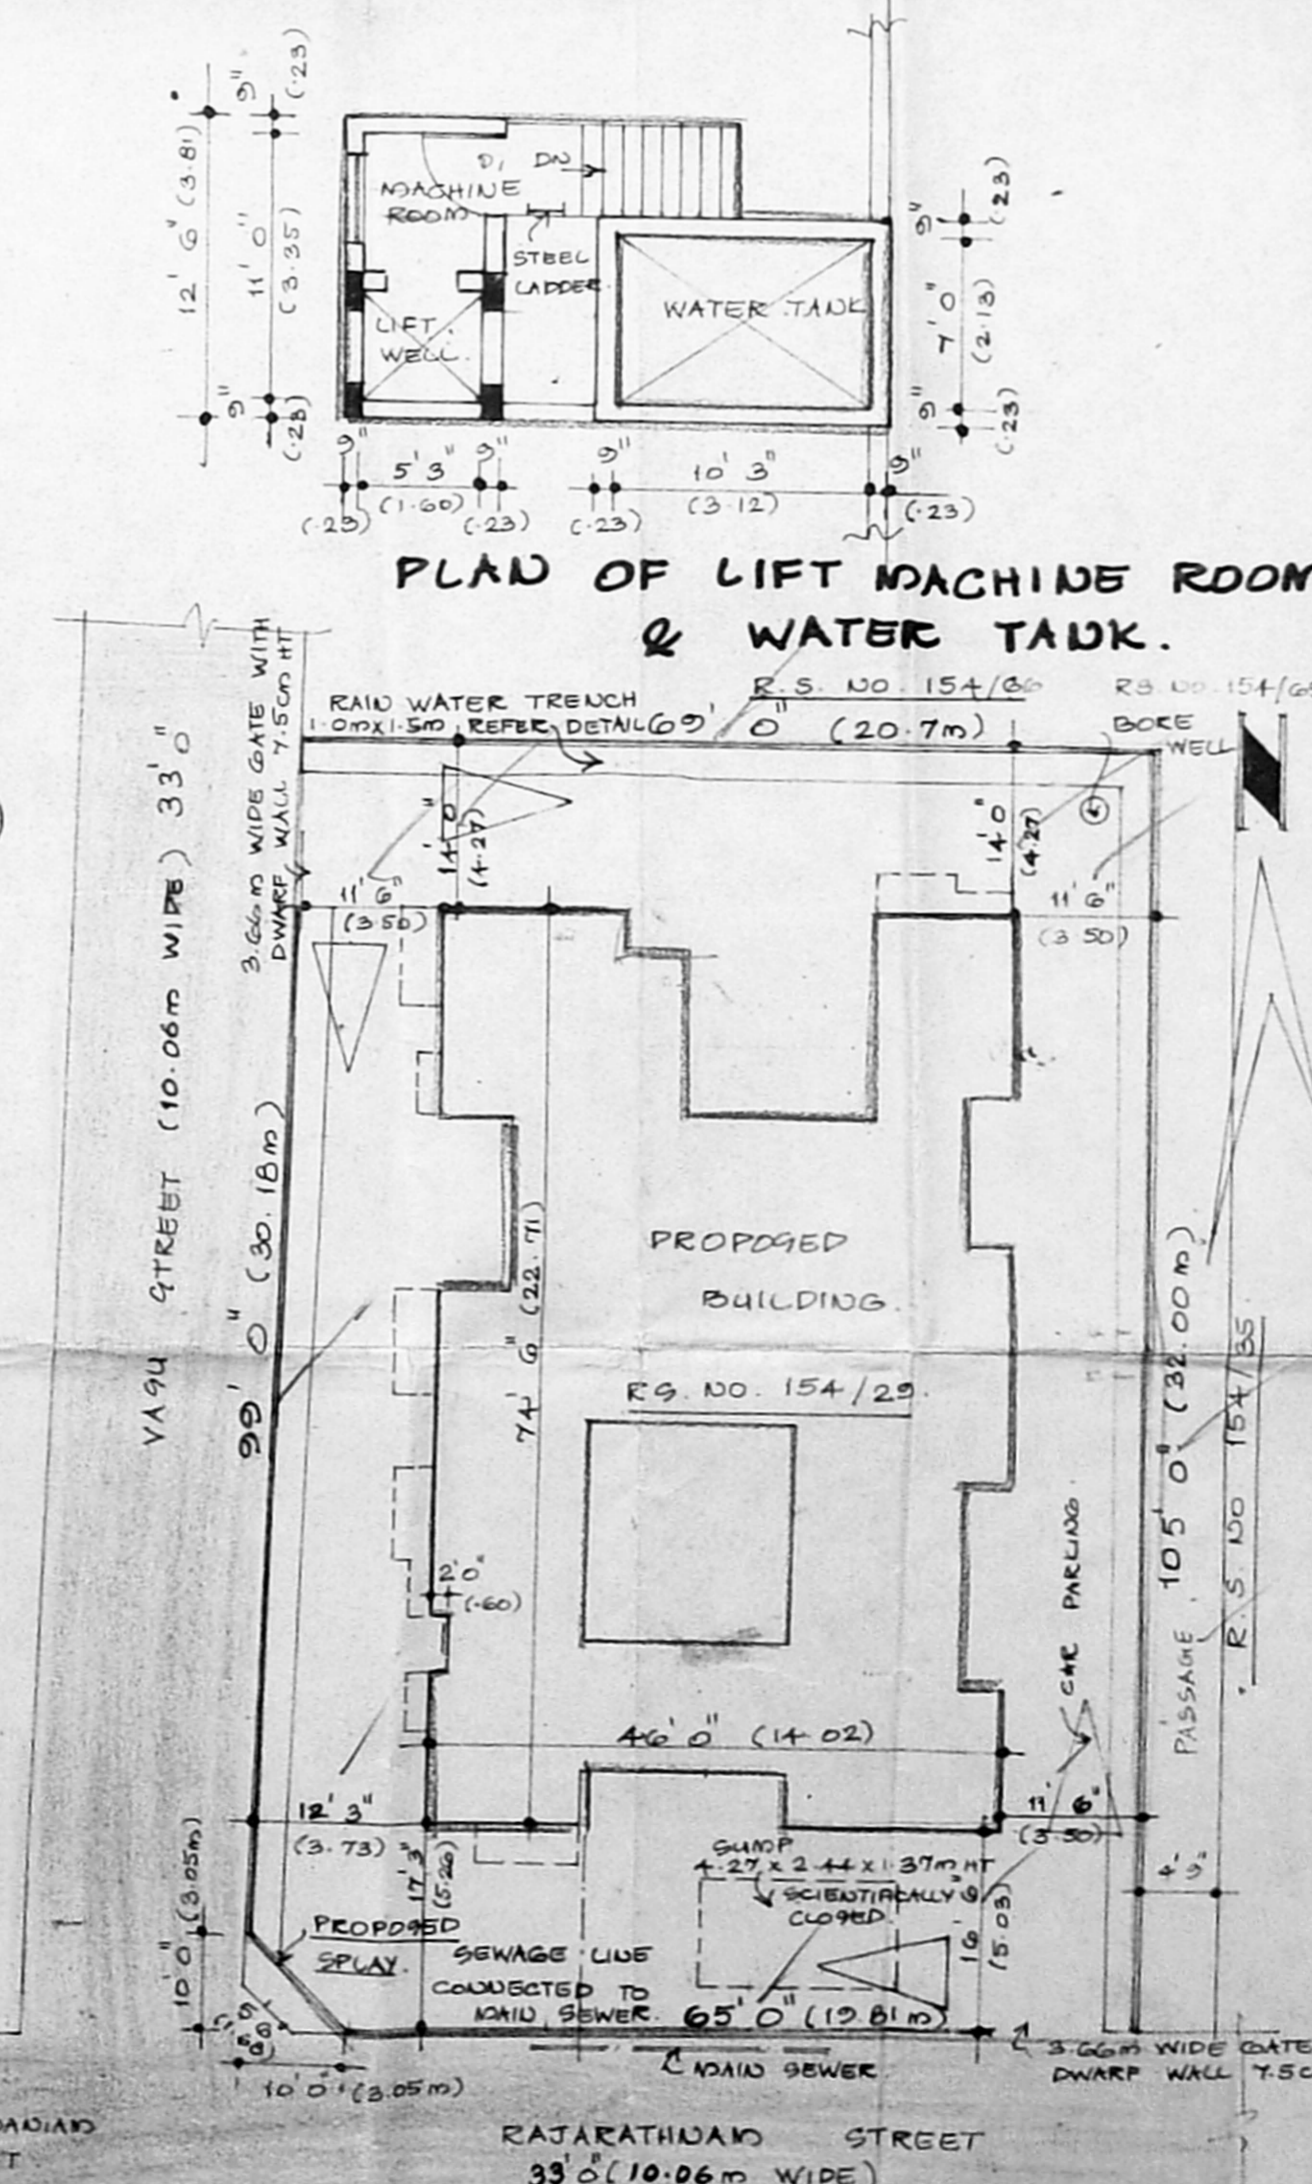 9"
(.23)
12' 6" (3.81)
11' 0"
(3.35)
9"
(.23)
D1 DN
MACHINE
ROOM
STEEL
LADDER
LIFT
WELL.
WATER TANK
9"
(.23)
7' 0"
(2.13)
9"
(.23)
9"
5' 3"
9"
9"
10' 3"
9"
(.23)
(1.60)
(.23)
(.23)
(3.12)
(.23)
PLAN OF LIFT MACHINE ROOM
& WATER TANK.
R.S. NO. 154/66
RAIN WATER TRENCH
1.0mx1.5m REFER DETAIL
69' 0" (20.7m)
BORE
WELL
3.66m WIDE GATE WITH
DWARF WALL 7.5cm HT
14' 0"
(4.27)
14' 0"
(4.27)
11' 6"
(3.50)
11' 6"
(3.50)
VASU STREET (10.06m WIDE) 33' 0"
99' 0" (30.18m)
74' 6" (22.71)
PROPOSED
BUILDING.
R.S. NO. 154/29.
PASSAGE
105' 0" (32.00m)
R.S NO 154/35
CAR PARKING.
2'0"
(.60)
46' 0" (14.02)
12' 3"
(3.73)
11' 6"
(3.50)
17' 3"
(5.26)
SUMP
4.27 x 2.44 x 1.37m HT
SCIENTIFICALLY
CLOSED.
(5.03)
10' 0" (3.05m)
PROPOSED
SPLAY.
SEWAGE LINE
CONNECTED TO
MAIN SEWER.
65' 0" (19.81m)
MAIN SEWER
3.66m WIDE GATE
DWARF WALL 7.5c
10' 0" (3.05m)
RAJARATHNAM STREET
33' 0" (10.06m WIDE)